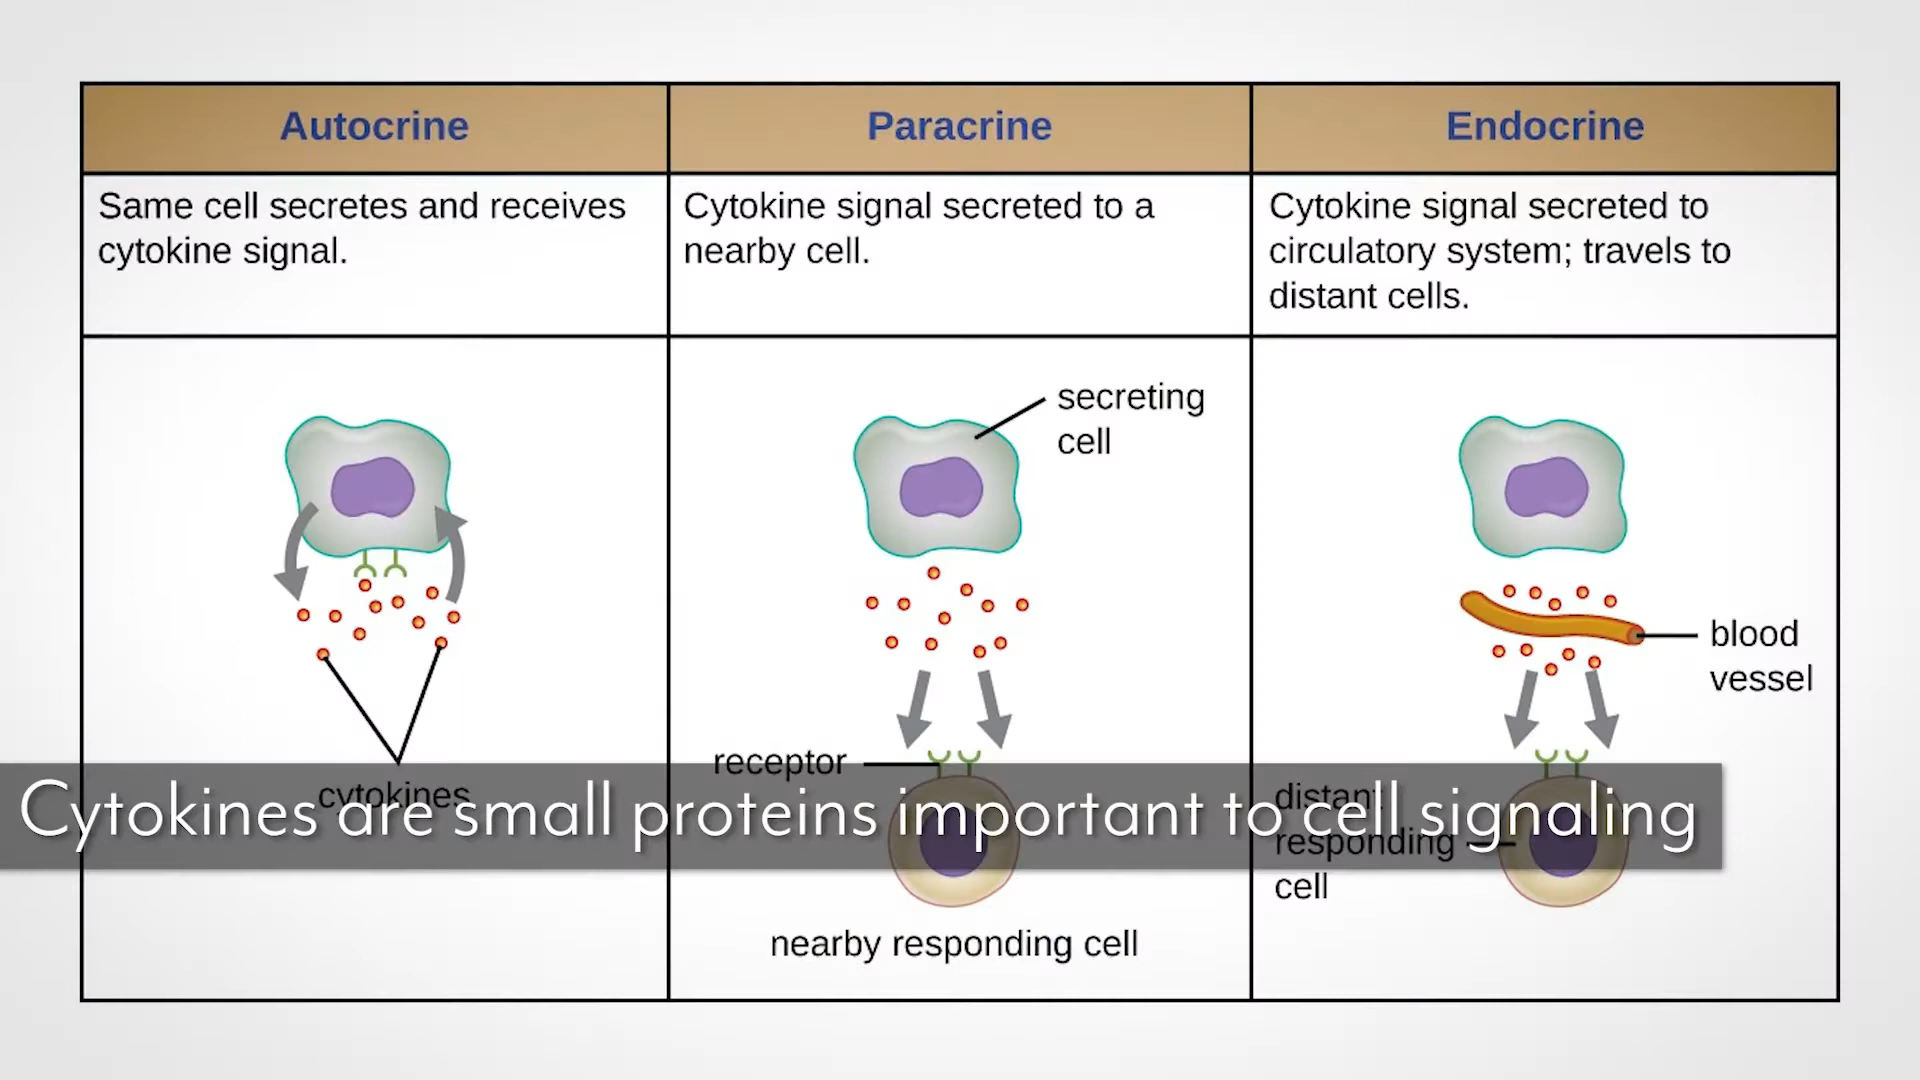 Autocrine
Paracrine
Endocrine
Same cell secretes and receives
cytokine signal.
Cytokine signal secreted to a
nearby cell.
Cytokine signal secreted to
circulatory system; travels to
distant cells.
secreting
cell
blood
vessel
receptor
cytokines
distant
responding
cell
Cytokines are small proteins important to cell signaling
nearby responding cell